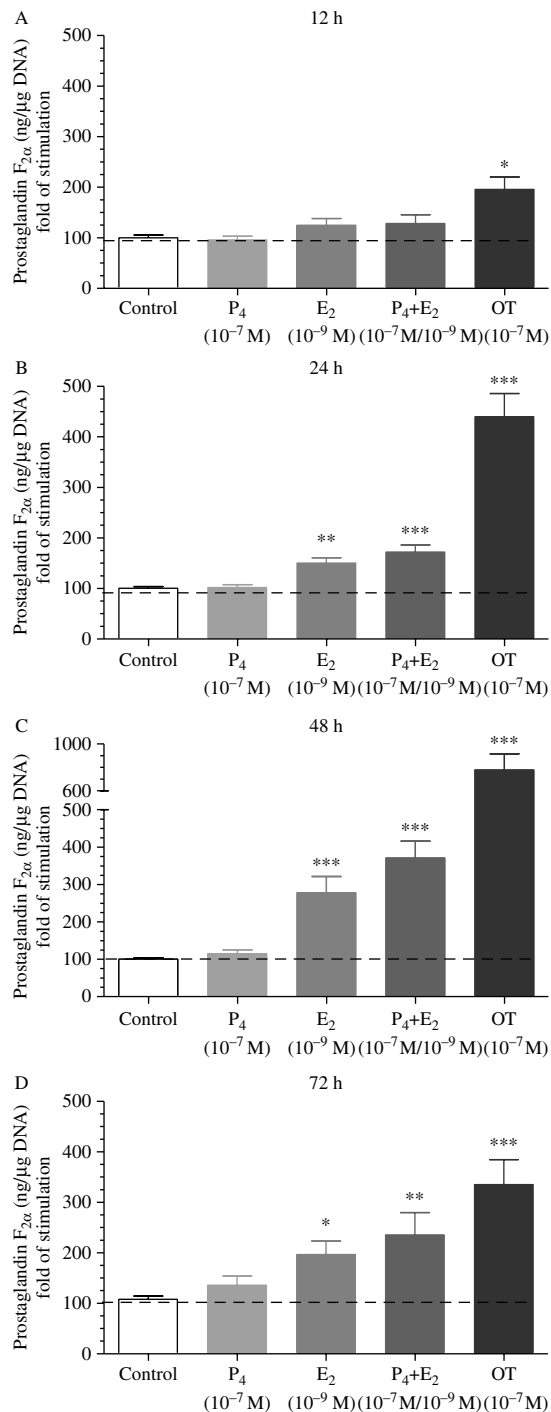 A
12 h
Prostaglandin F2α (ng/μg DNA)
fold of stimulation
500
400
300
200
100
0
*
Control
P4
E2
P4+E2
OT
(10–7 M)
(10–9 M)
(10–7 M/10–9 M)
(10–7 M)
B
24 h
Prostaglandin F2α (ng/μg DNA)
fold of stimulation
500
400
300
200
100
0
**
***
***
Control
P4
E2
P4+E2
OT
(10–7 M)
(10–9 M)
(10–7 M/10–9 M)
(10–7 M)
C
48 h
Prostaglandin F2α (ng/μg DNA)
fold of stimulation
1000
600
500
400
300
200
100
0
***
***
***
Control
P4
E2
P4+E2
OT
(10–7 M)
(10–9 M)
(10–7 M/10–9 M)
(10–7 M)
D
72 h
Prostaglandin F2α (ng/μg DNA)
fold of stimulation
500
400
300
200
100
0
*
**
***
Control
P4
E2
P4+E2
OT
(10–7 M)
(10–9 M)
(10–7 M/10–9 M)
(10–7 M)